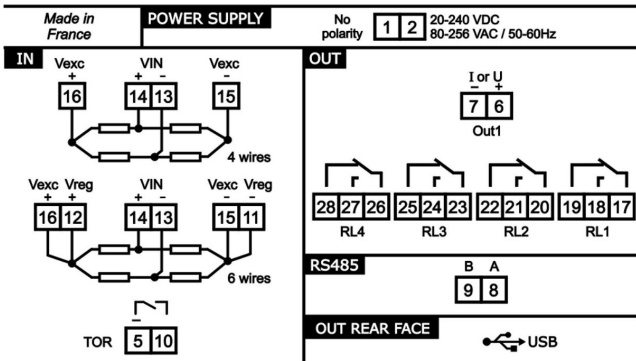 Made in
France
POWER SUPPLY
No
polarity
1 2
20-240 VDC
80-256 VAC / 50-60Hz
IN
Vexc VIN Vexc
+ + − −
16 14 13 15
4 wires
Vexc Vreg VIN Vexc Vreg
+ + + − − −
16 12 14 13 15 11
6 wires
−
TOR 5 10
OUT
I or U
− +
7 6
Out1
28 27 26 25 24 23 22 21 20 19 18 17
RL4 RL3 RL2 RL1
RS485
B A
9 8
OUT REAR FACE
USB